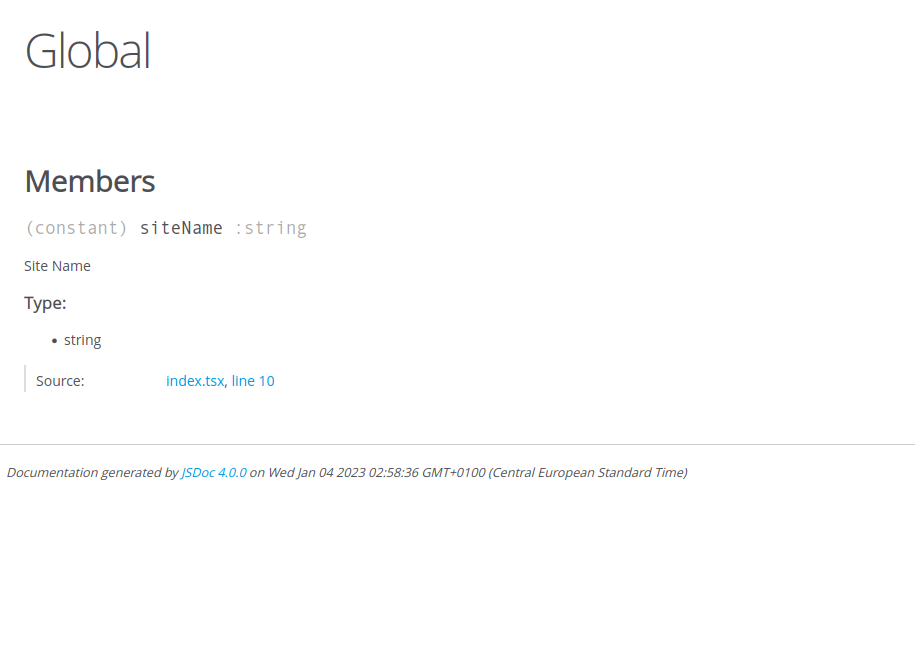 Global
Members
(constant) siteName :string
Site Name
Type:
• string
Source: index.tsx, line 10
Documentation generated by JSDoc 4.0.0 on Wed Jan 04 2023 02:58:36 GMT+0100 (Central European Standard Time)